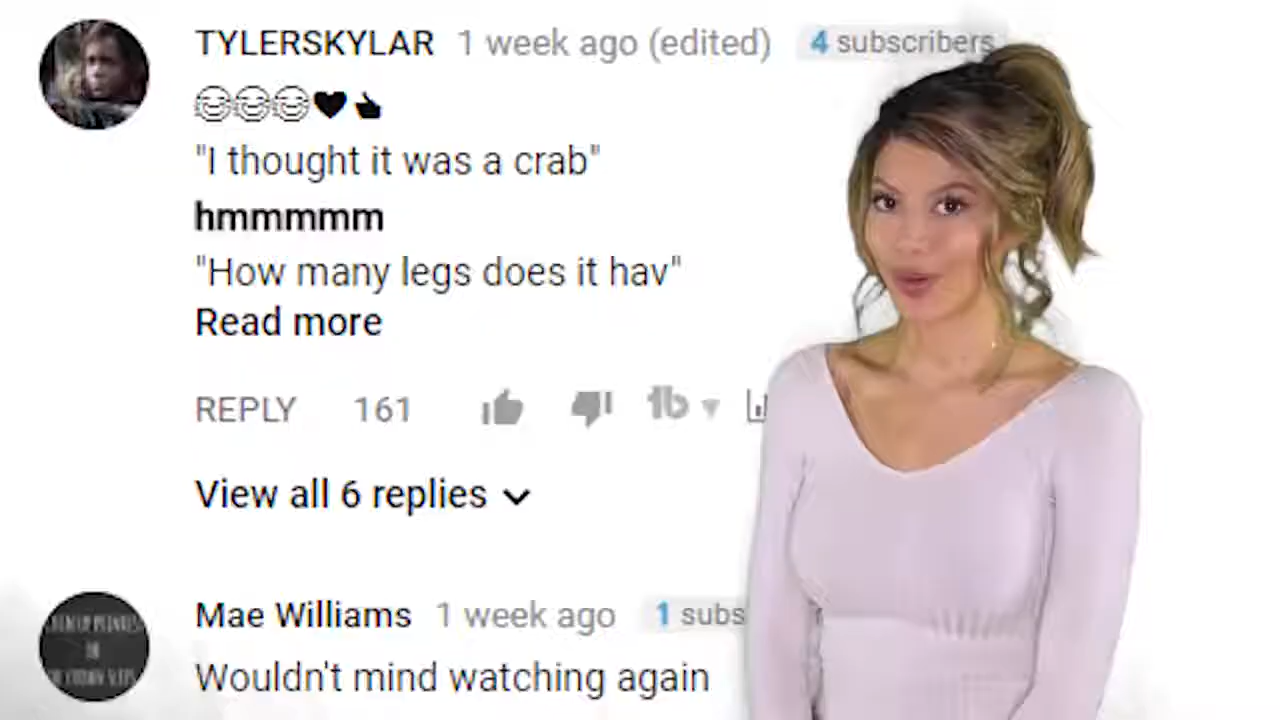 TYLERSKYLAR 1 week ago (edited) 4 subscribers
😂😂😂🖤👍
"I thought it was a crab"
hmmmmm
"How many legs does it hav"
Read more
REPLY 161
View all 6 replies
Mae Williams 1 week ago 1 subs
Wouldn't mind watching again